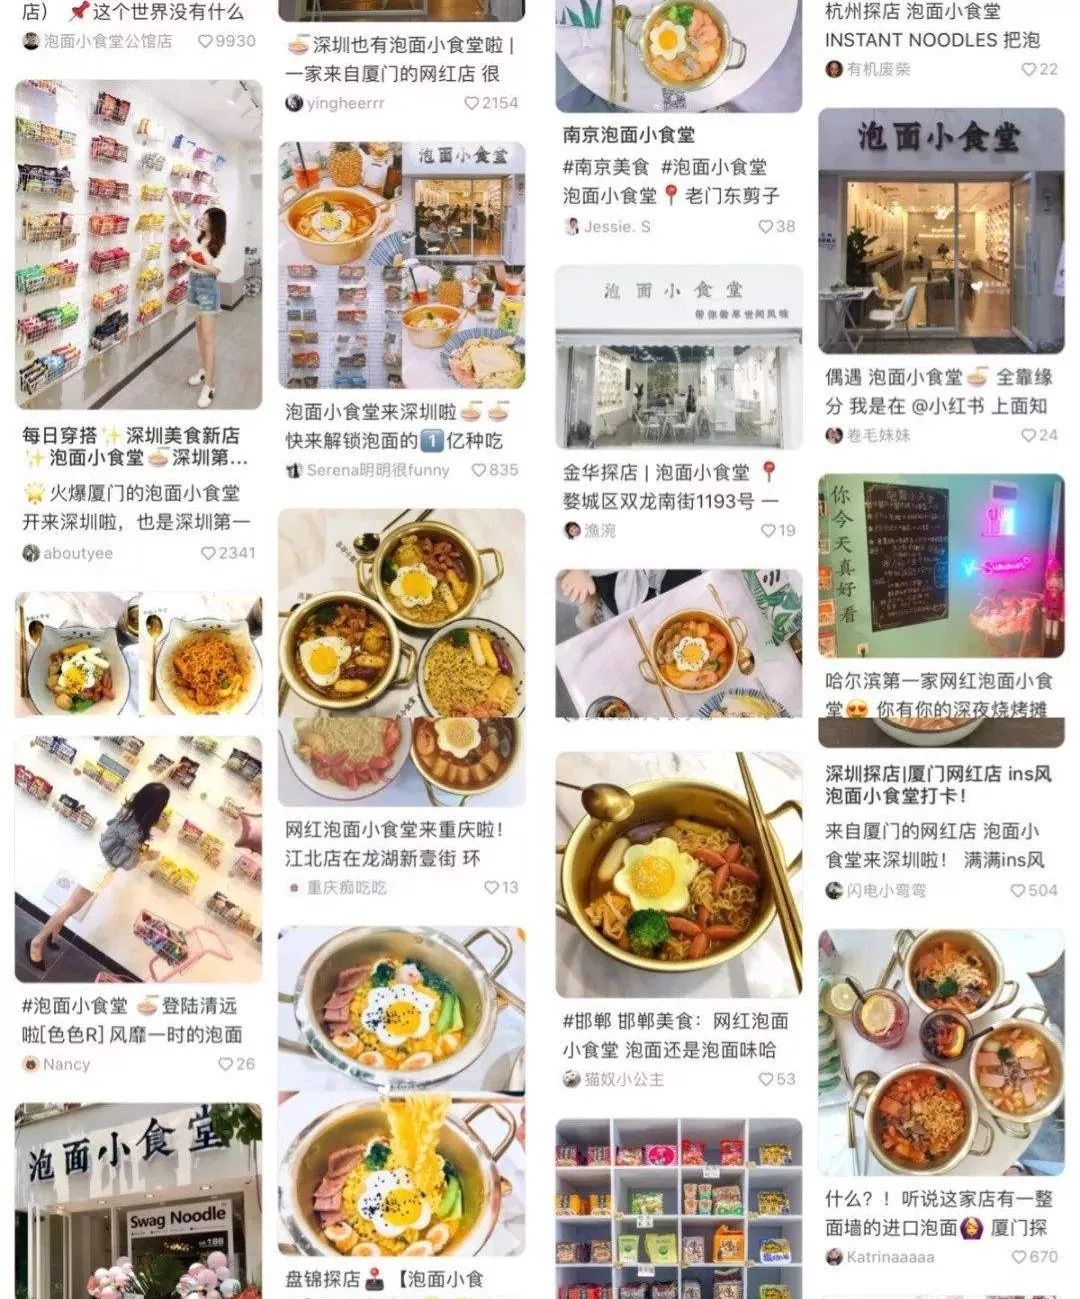 店） 📌这个世界没有什么
泡面小食堂公馆店 ♡9930
每日穿搭✨深圳美食新店
✨泡面小食堂🍜深圳第...
🌟火爆厦门的泡面小食堂
开来深圳啦，也是深圳第一
aboutyee ♡2341
#泡面小食堂 🍜登陆清远
啦[色色R] 风靡一时的泡面
Nancy ♡26
泡面小食堂
Swag Noodle
🍜深圳也有泡面小食堂啦 |
一家来自厦门的网红店 很
yingheerrr ♡2154
泡面小食堂
泡面小食堂来深圳啦🍜🍜
快来解锁泡面的1️⃣亿种吃
Serena明明很funny ♡835
网红泡面小食堂来重庆啦！
江北店在龙湖新壹街 环
重庆痴吃吃 ♡13
盘锦探店🕹️【泡面小食
南京泡面小食堂
#南京美食 #泡面小食堂
泡面小食堂📍老门东剪子
Jessie. S ♡38
泡面小食堂
带你尝尽世间风味
金华探店 | 泡面小食堂 📍
婺城区双龙南街1193号 一
渔涴 ♡19
#邯郸 邯郸美食：网红泡面
小食堂 泡面还是泡面味哈
猫奴小公主 ♡53
杭州探店 泡面小食堂
INSTANT NOODLES 把泡
有机废柴 ♡22
泡面小食堂
偶遇 泡面小食堂🍜 全靠缘
分 我是在 @小红书 上面知
卷毛妹妹 ♡24
你今天真好看
Summer
哈尔滨第一家网红泡面小食
堂😍 你有你的深夜烧烤摊
深圳探店|厦门网红店 ins风
泡面小食堂打卡！
来自厦门的网红店 泡面小
食堂来深圳啦！ 满满ins风
闪电小弯弯 ♡504
什么？！听说这家店有一整
面墙的进口泡面🙆‍♀️ 厦门探
Katrinaaaaa ♡670